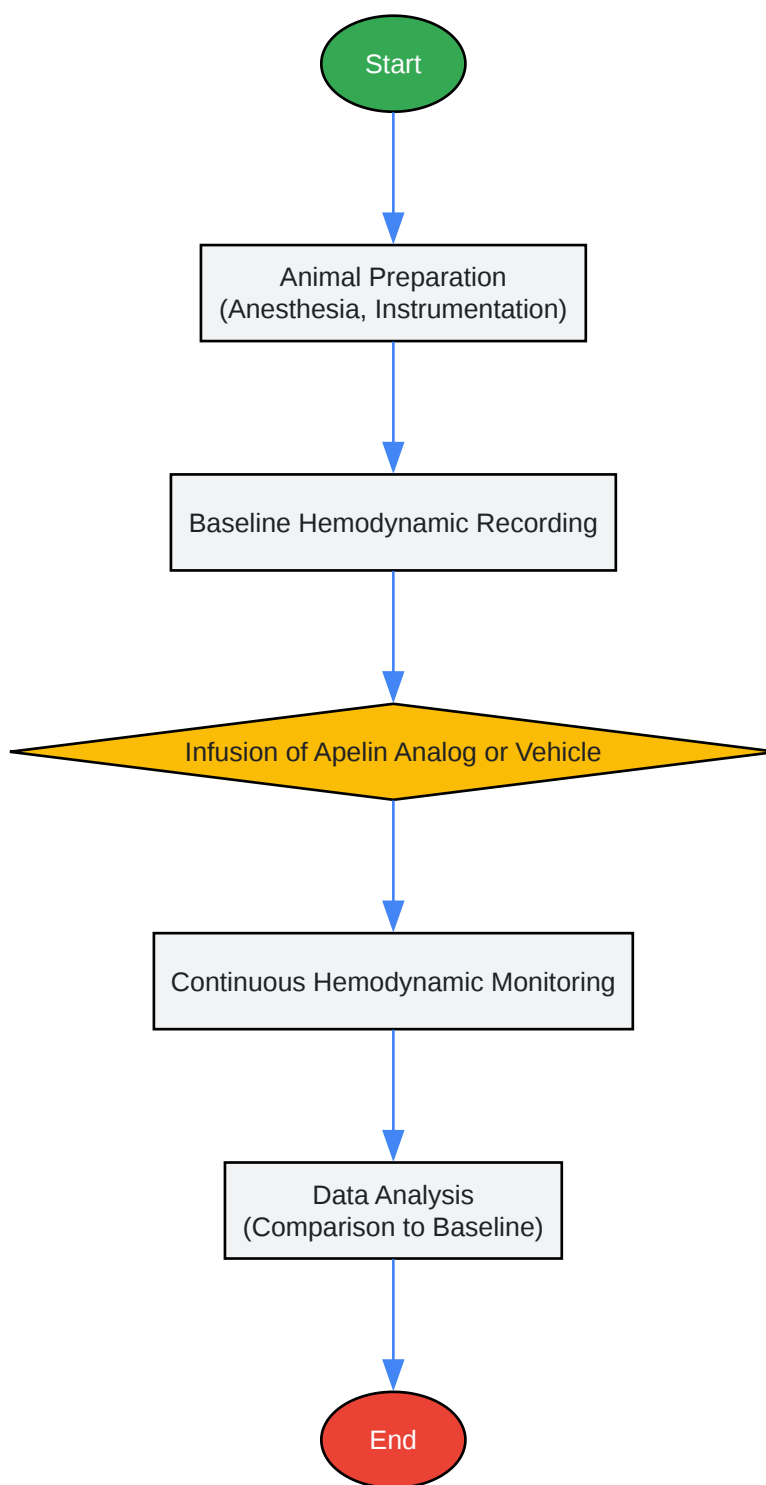 Start
Animal Preparation
(Anesthesia, Instrumentation)
Baseline Hemodynamic Recording
Infusion of Apelin Analog or Vehicle
Continuous Hemodynamic Monitoring
Data Analysis
(Comparison to Baseline)
End